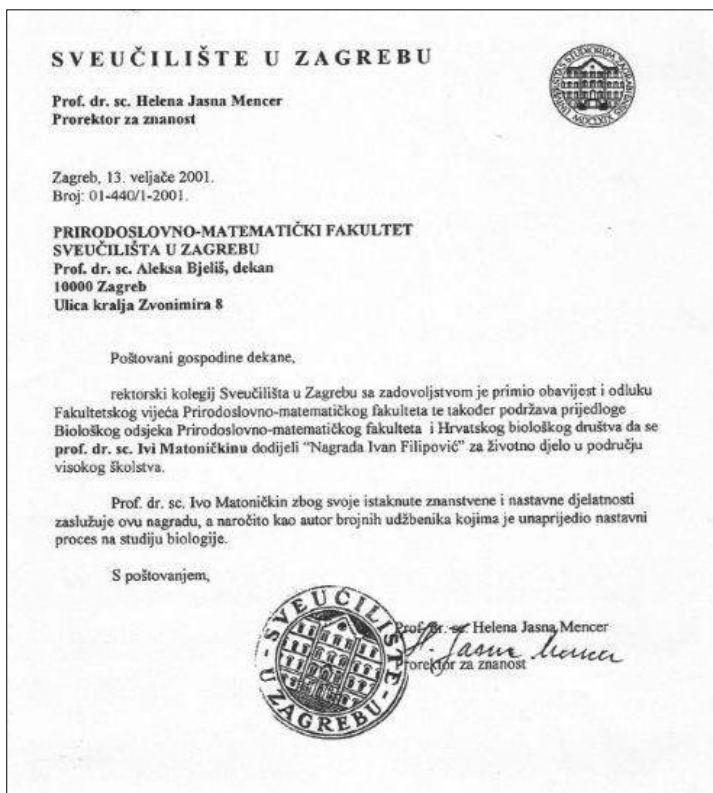 SVEUČILIŠTE U ZAGREBU
Prof. dr. sc. Helena Jasna Mencer
Prorektor za znanost
Zagreb, 13. veljače 2001.
Broj: 01-440/1-2001.
PRIRODOSLOVNO-MATEMATIČKI FAKULTET
SVEUČILIŠTA U ZAGREBU
Prof. dr. sc. Aleksa Bjeliš, dekan
10000 Zagreb
Ulica kralja Zvonimira 8
Poštovani gospodine dekane,
rektorski kolegij Sveučilišta u Zagrebu sa zadovoljstvom je primio obavijest i odluku
Fakultetskog vijeća Prirodoslovno-matematičkog fakulteta te također podržava prijedloge
Biološkog odsjeka Prirodoslovno-matematičkog fakulteta i Hrvatskog biološkog društva da se
prof. dr. sc. Ivi Matoničkinu dodijeli "Nagrada Ivan Filipović" za životno djelo u području
visokog školstva.
Prof. dr. sc. Ivo Matoničkin zbog svoje istaknute znanstvene i nastavne djelatnosti
zaslužuje ovu nagradu, a naročito kao autor brojnih udžbenika kojima je unaprijedio nastavni
proces na studiju biologije.
S poštovanjem,
SVEUČILIŠTE
U ZAGREBU
Prof. dr. sc. Helena Jasna Mencer
H. Jasna Mencer
Prorektor za znanost